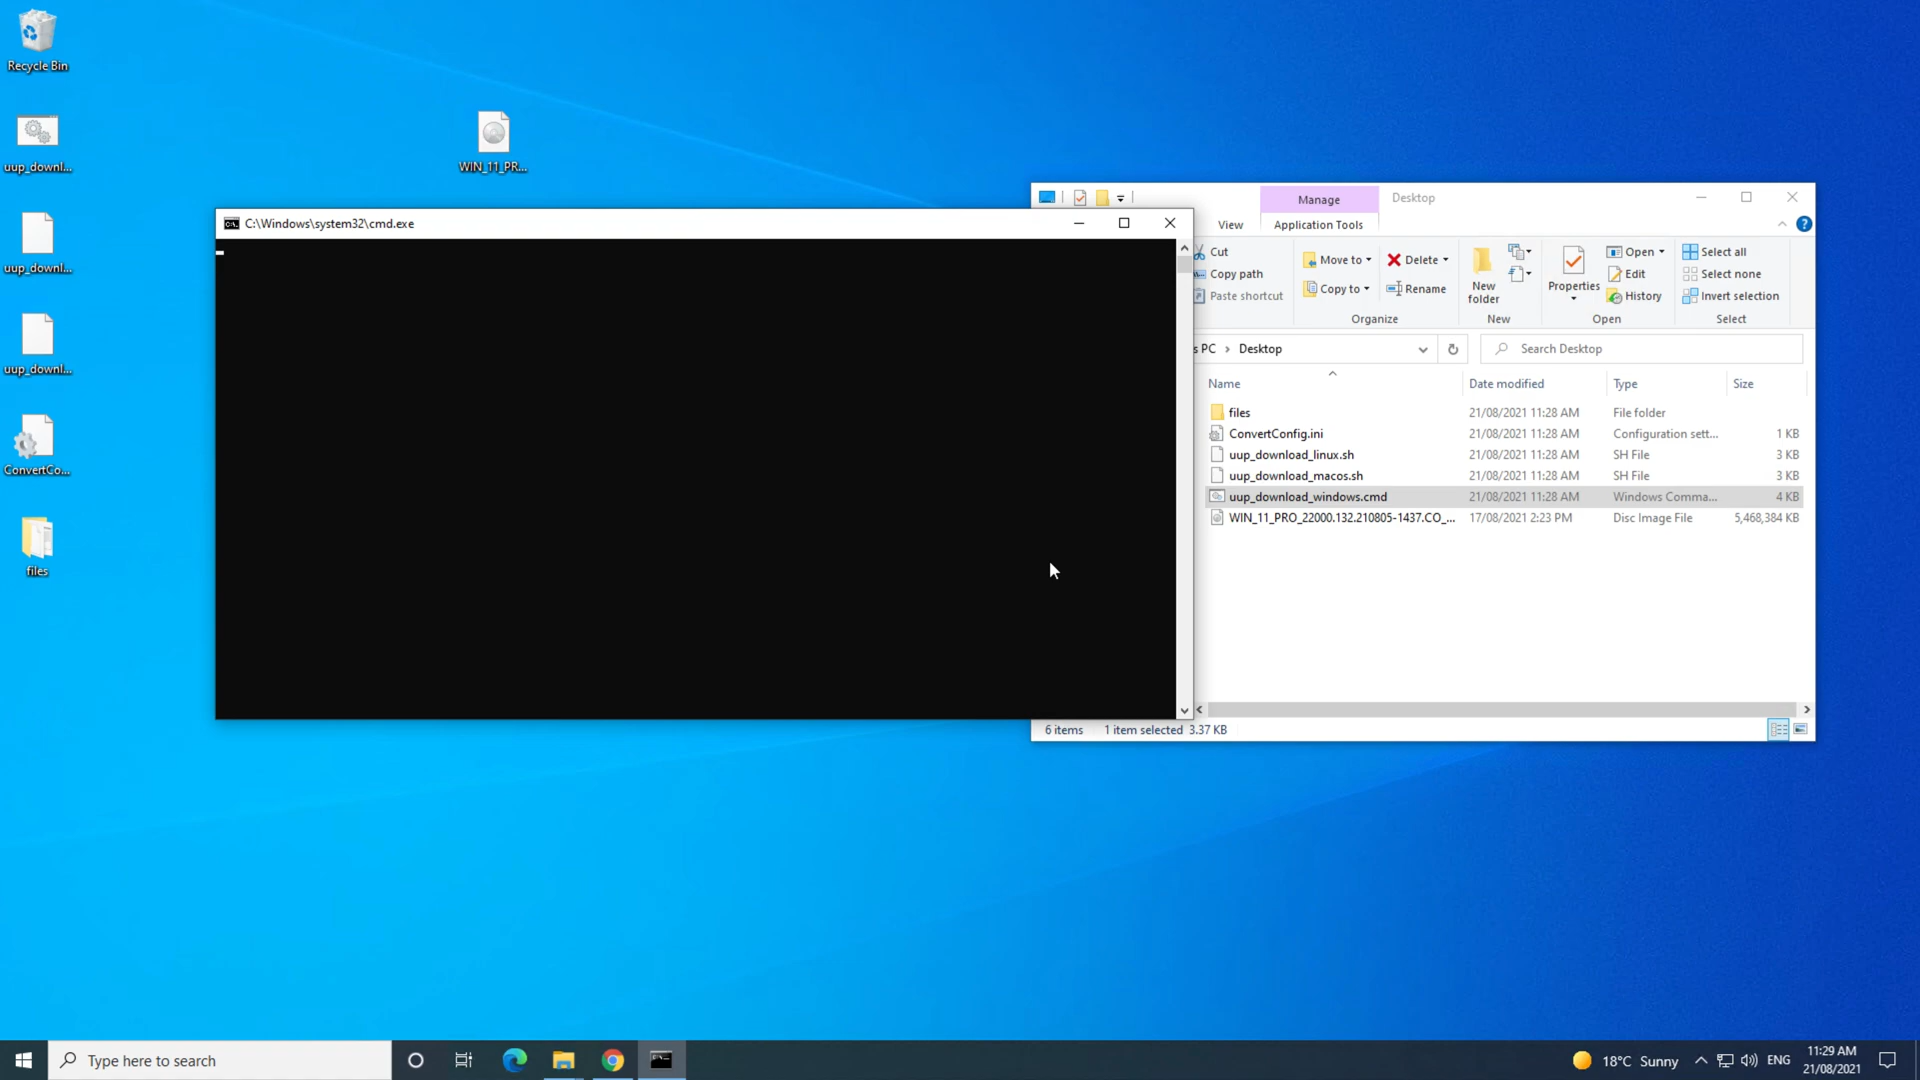 Recycle Bin
uup_downl...
uup_downl...
uup_downl...
ConvertCo...
files
WIN_11_PR...
C:\Windows\system32\cmd.exe
Manage
Desktop
View
Application Tools
Cut
Copy path
Paste shortcut
Move to
Copy to
Delete
Rename
Organize
New folder
New
Properties
Open
Edit
History
Open
Select all
Select none
Invert selection
Select
s PC > Desktop
Search Desktop
Name Date modified Type Size
files 21/08/2021 11:28 AM File folder
ConvertConfig.ini 21/08/2021 11:28 AM Configuration sett... 1 KB
uup_download_linux.sh 21/08/2021 11:28 AM SH File 3 KB
uup_download_macos.sh 21/08/2021 11:28 AM SH File 3 KB
uup_download_windows.cmd 21/08/2021 11:28 AM Windows Comma... 4 KB
WIN_11_PRO_22000.132.210805-1437.CO_... 17/08/2021 2:23 PM Disc Image File 5,468,384 KB
6 items 1 item selected 3.37 KB
Type here to search
18°C Sunny
ENG
11:29 AM
21/08/2021